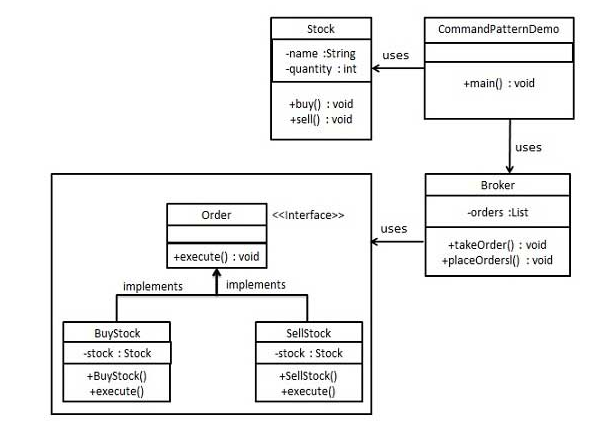 Stock
-name :String
-quantity : int
+buy() : void
+sell() : void
uses
CommandPatternDemo
+main() : void
uses
Broker
-orders :List
+takeOrder() : void
+placeOrdersl() : void
uses
Order
<<Interface>>
+execute() : void
implements
implements
BuyStock
-stock : Stock
+BuyStock()
+execute()
SellStock
-stock : Stock
+SellStock()
+execute()